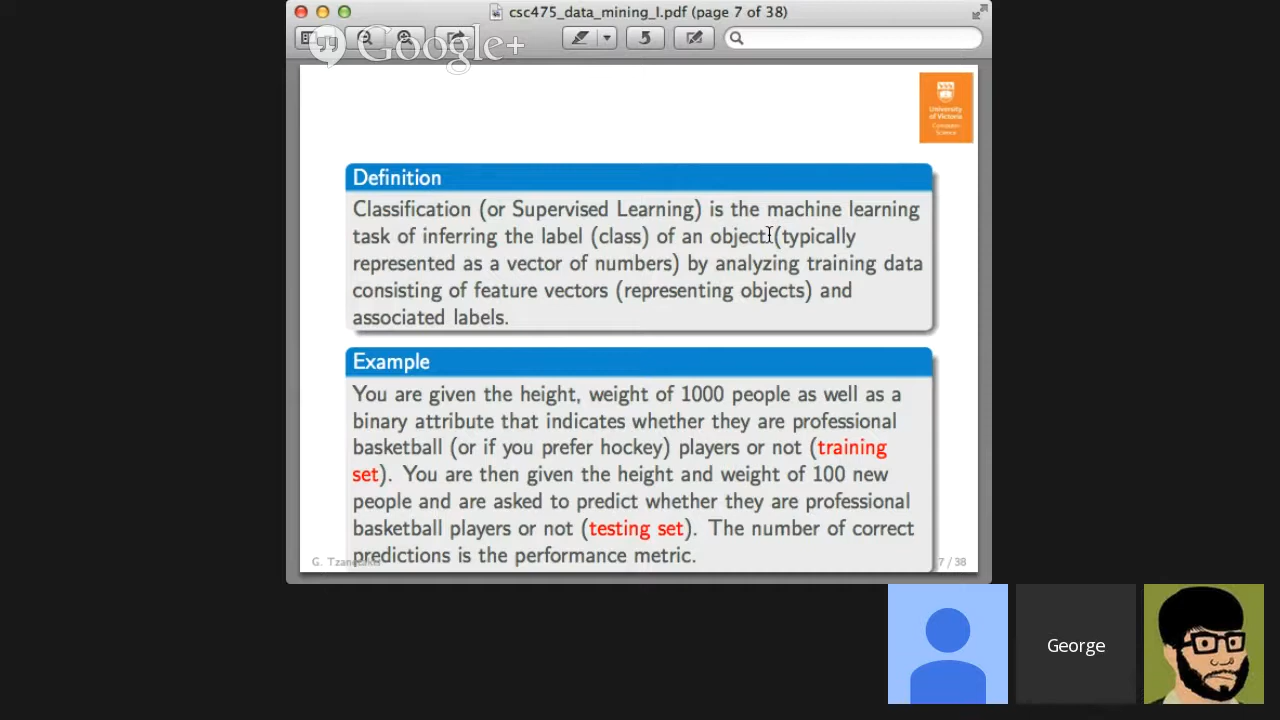 csc475_data_mining_I.pdf (page 7 of 38)
Google+
University
of Victoria
Computer
Science
Definition
Classification (or Supervised Learning) is the machine learning
task of inferring the label (class) of an object (typically
represented as a vector of numbers) by analyzing training data
consisting of feature vectors (representing objects) and
associated labels.
Example
You are given the height, weight of 1000 people as well as a
binary attribute that indicates whether they are professional
basketball (or if you prefer hockey) players or not (training
set). You are then given the height and weight of 100 new
people and are asked to predict whether they are professional
basketball players or not (testing set). The number of correct
predictions is the performance metric.
G. Tzanetakis
7 / 38
George